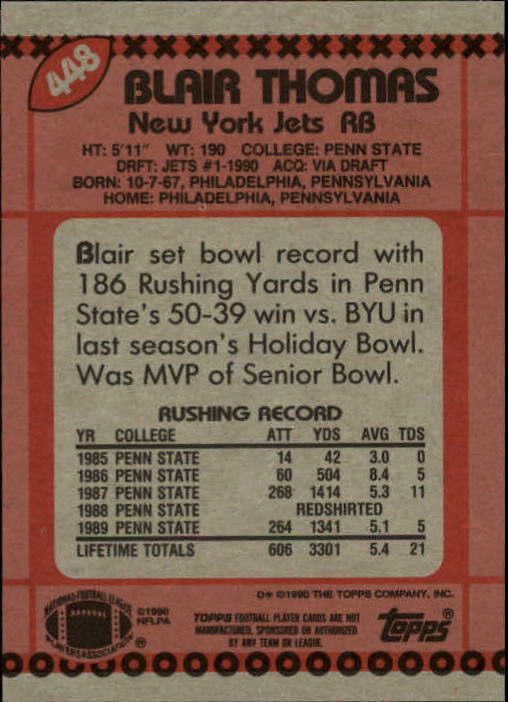 448
BLAIR THOMAS
New York Jets RB
HT: 5'11" WT: 190 COLLEGE: PENN STATE
DRFT: JETS #1-1990 ACQ: VIA DRAFT
BORN: 10-7-67, PHILADELPHIA, PENNSYLVANIA
HOME: PHILADELPHIA, PENNSYLVANIA
Blair set bowl record with
186 Rushing Yards in Penn
State's 50-39 win vs. BYU in
last season's Holiday Bowl.
Was MVP of Senior Bowl.
RUSHING RECORD
YR COLLEGE ATT YDS AVG TDS
1985 PENN STATE 14 42 3.0 0
1986 PENN STATE 60 504 8.4 5
1987 PENN STATE 268 1414 5.3 11
1988 PENN STATE REDSHIRTED
1989 PENN STATE 264 1341 5.1 5
LIFETIME TOTALS 606 3301 5.4 21
D* ©1990 THE TOPPS COMPANY, INC.
NATIONAL FOOTBALL LEAGUE
PLAYERS ASSOCIATION
®
©1990
NFLPA
TOPPS FOOTBALL PLAYER CARDS ARE NOT
MANUFACTURED, SPONSORED OR AUTHORIZED
BY ANY TEAM OR LEAGUE.
topps®